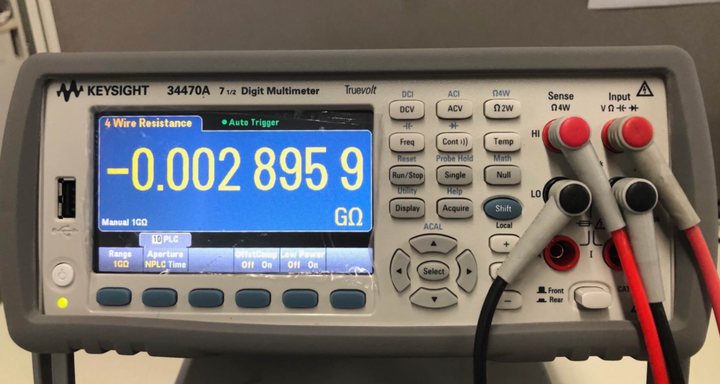 KEYSIGHT 34470A 7 1/2 Digit Multimeter Truevolt
4 Wire Resistance
Auto Trigger
-0.002 895 9
GΩ
Manual 1GΩ
10 PLC
Range
1GΩ
Aperture
NPLC Time
OffsetComp
Off On
Low Power
Off On
DCI ACI Ω4W
DCV ACV Ω2W
Freq Cont Temp
Reset Probe Hold Math
Run/Stop Single Null
Utility Help
Display Acquire Shift
ACAL
Local
+
Select
−
Sense
Ω4W
Input
V Ω
HI
LO
I
Front
Rear
CAT